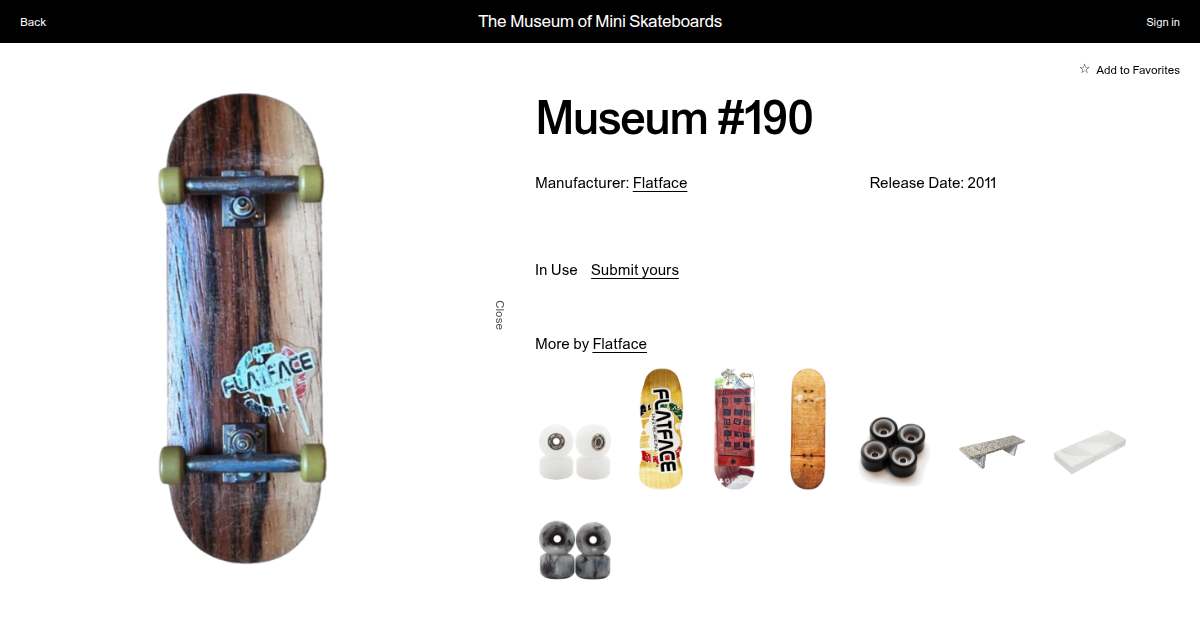 Back
The Museum of Mini Skateboards
Sign in
☆ Add to Favorites
Museum #190
Manufacturer: Flatface
Release Date: 2011
In Use Submit yours
Close
More by Flatface
FLATFACE
FLATFACE